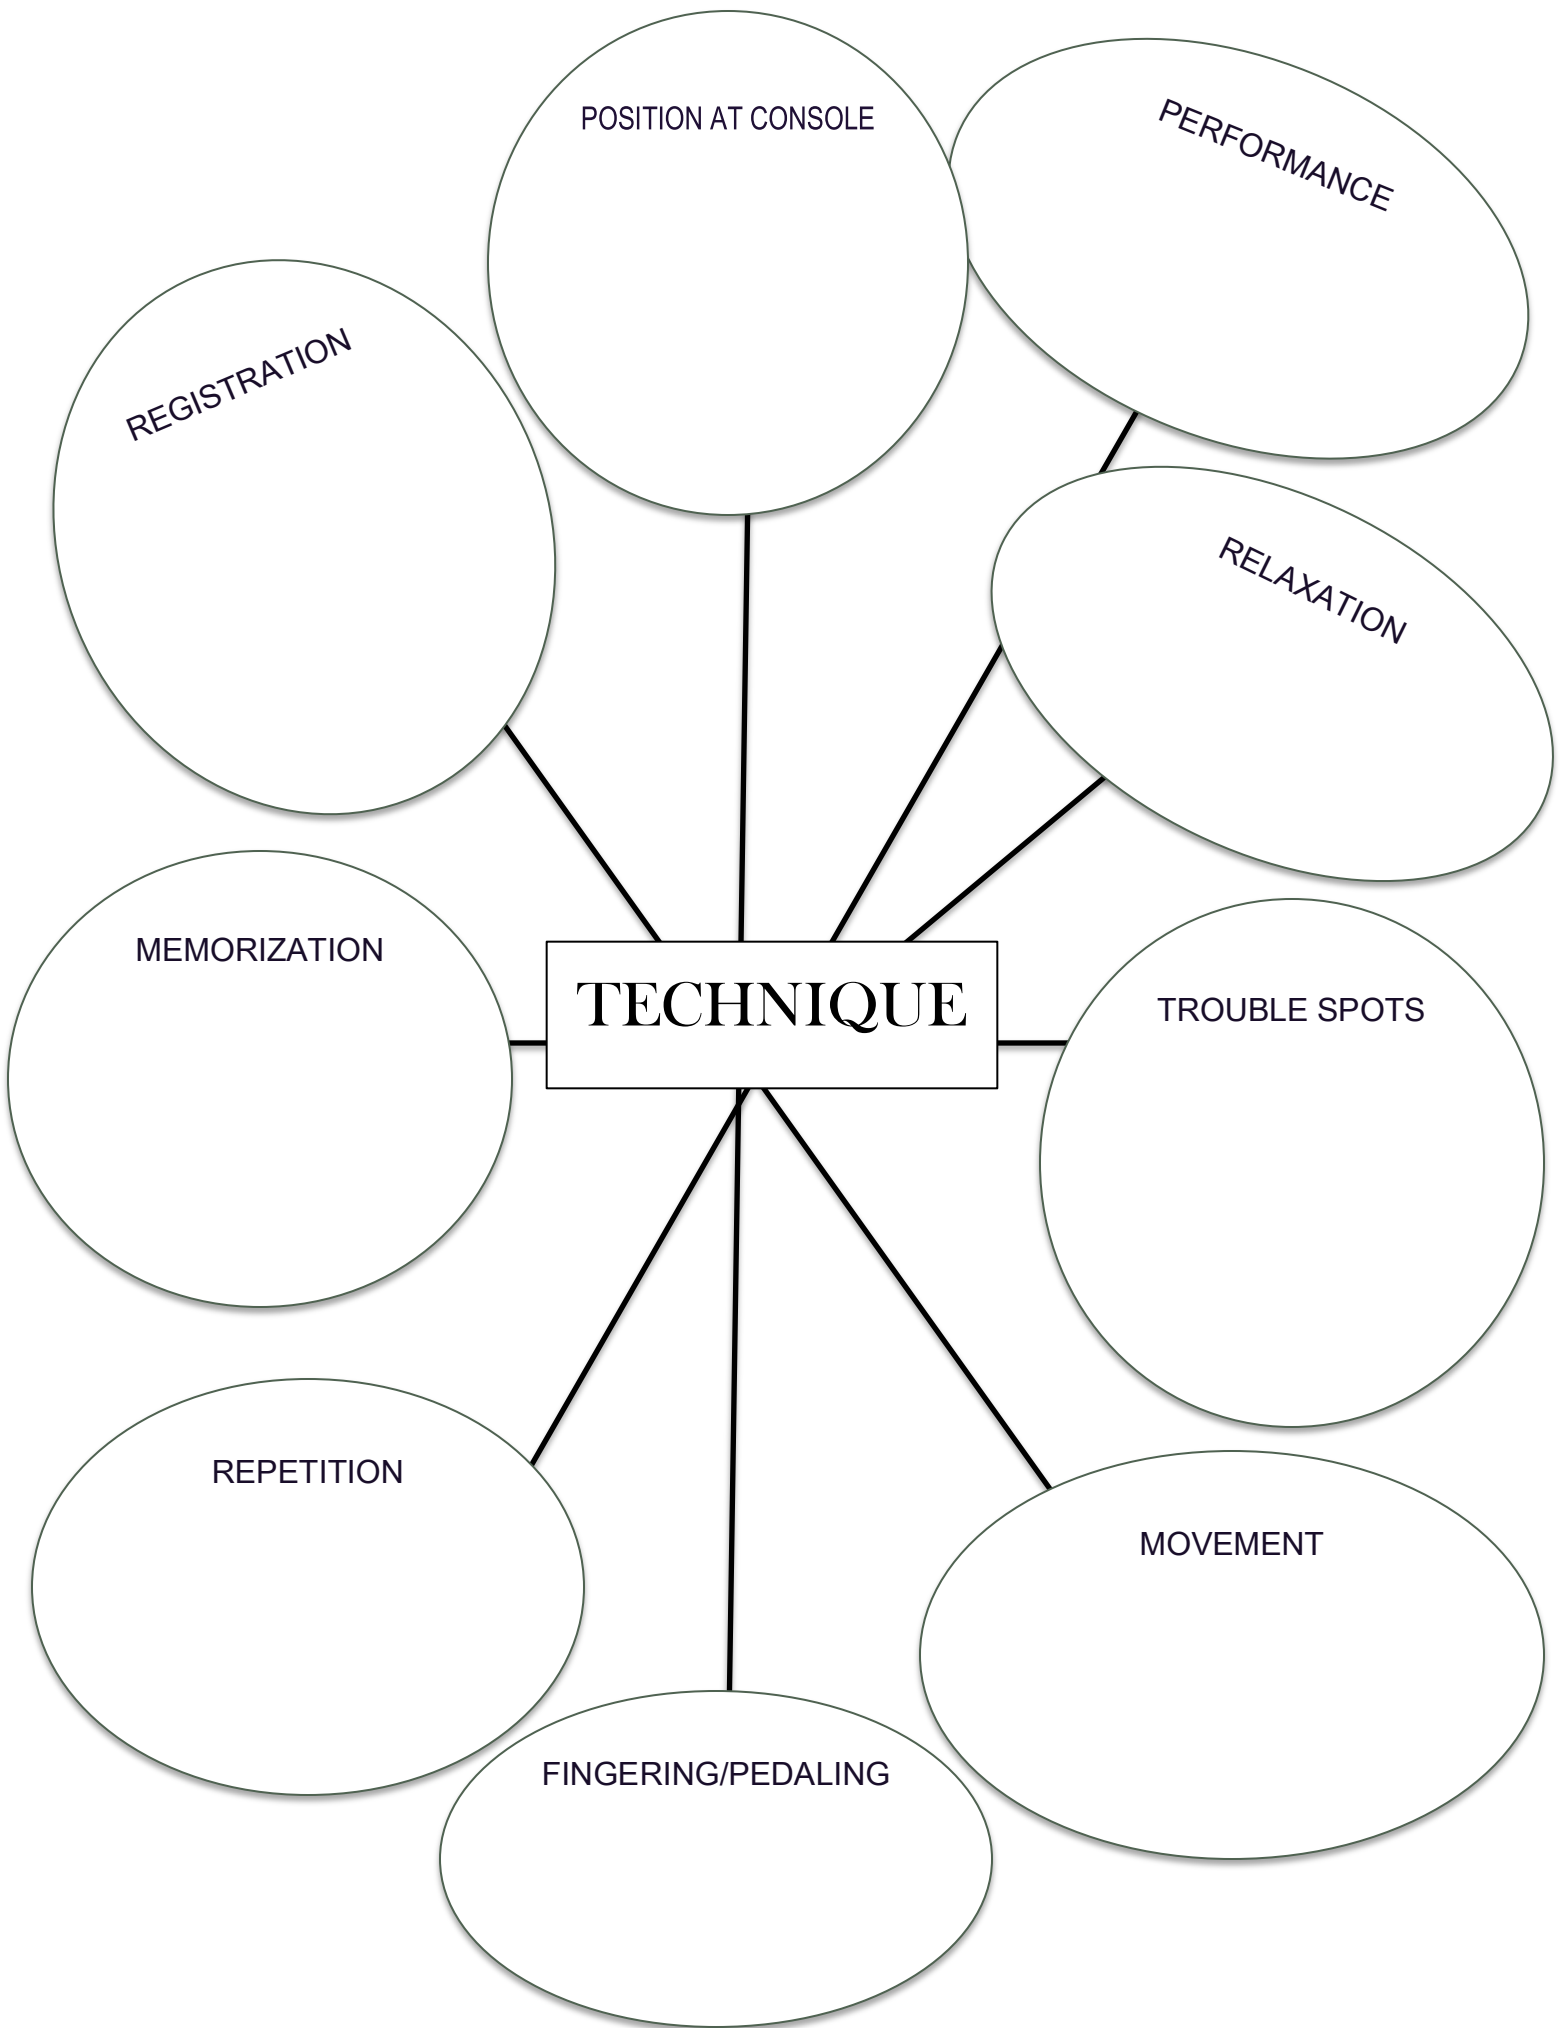 POSITION AT CONSOLE
PERFORMANCE
REGISTRATION
RELAXATION
MEMORIZATION
TECHNIQUE
TROUBLE SPOTS
REPETITION
MOVEMENT
FINGERING/PEDALING